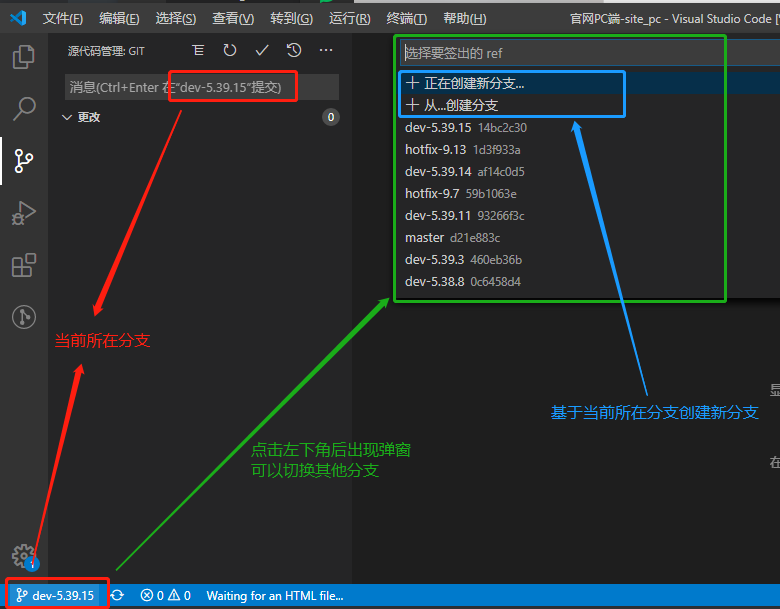 文件(F) 编辑(E) 选择(S) 查看(V) 转到(G) 运行(R) 终端(T) 帮助(H) 官网PC端-site_pc - Visual Studio Code [
源代码管理: GIT
选择要签出的 ref
消息(Ctrl+Enter 在"dev-5.39.15"提交)
更改 0
正在创建新分支...
从...创建分支
dev-5.39.15 14bc2c30
hotfix-9.13 1d3f933a
dev-5.39.14 af14c0d5
hotfix-9.7 59b1063e
dev-5.39.11 93266f3c
master d21e883c
dev-5.39.3 460eb36b
dev-5.38.8 0c6458d4
当前所在分支
基于当前所在分支创建新分支
点击左下角后出现弹窗
可以切换其他分支
在
1
dev-5.39.15 0 0 Waiting for an HTML file...